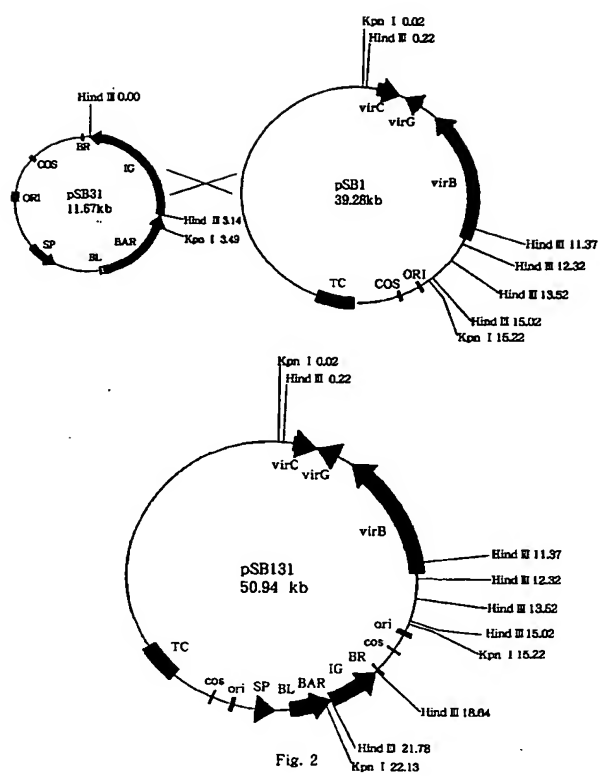 Kpn I 0.02
Hind III 0.22
virC
virG
virB
pSB1
39.28kb
Hind III 11.37
Hind III 12.32
Hind III 13.52
Hind III 15.02
Kpn I 15.22
ORI
COS
TC
Hind III 0.00
BR
IG
COS
ORI
pSB31
11.67kb
Hind III 3.14
Kpn I 3.49
SP
BL
BAR
Kpn I 0.02
Hind III 0.22
virC
virG
virB
pSB131
50.94 kb
Hind III 11.37
Hind III 12.32
Hind III 13.52
Hind III 15.02
Kpn I 15.22
ori
cos
TC
cos
ori
SP
BL
BAR
IG
BR
Hind III 18.64
Hind III 21.78
Kpn I 22.13
Fig. 2